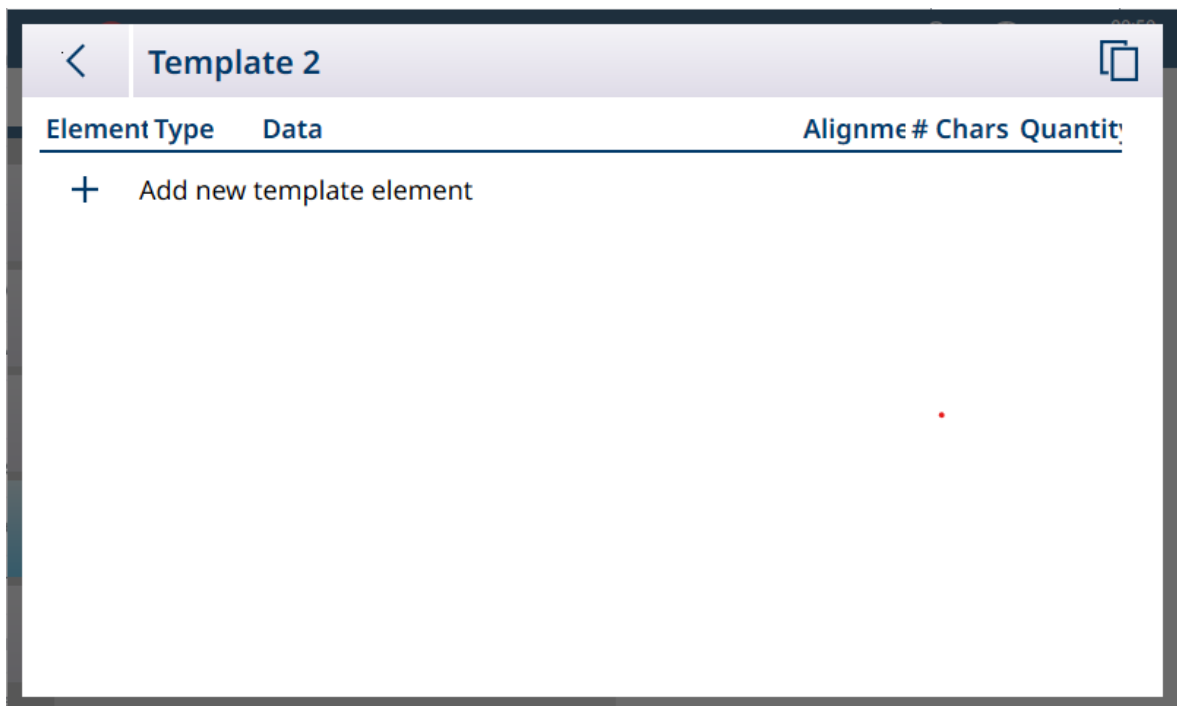 Template 2
Element Type Data Alignme # Chars Quantity
Add new template element